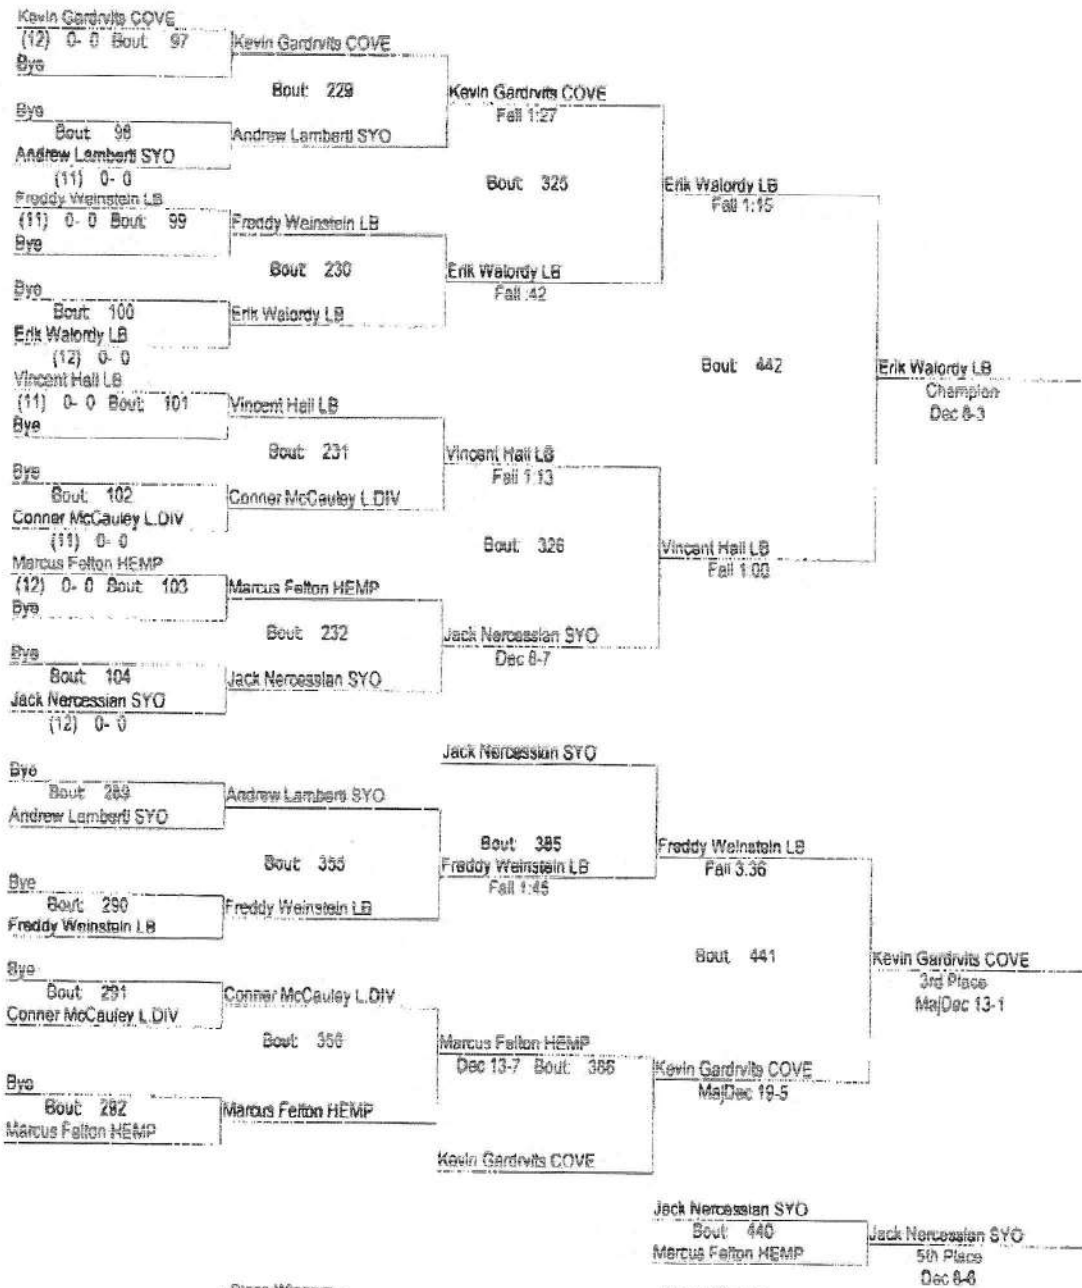 Kevin Gardrvits COVE
(12) 0- 0 Bout: 97
Bye
Kevin Gardrvits COVE
Bout: 229
Bye
Bout: 98
Andrew Lamberti SYO
(11) 0- 0
Andrew Lamberti SYO
Kevin Gardrvits COVE
Fall 1:27
Bout: 325
Freddy Weinstein LB
(11) 0- 0 Bout: 99
Bye
Freddy Weinstein LB
Bout: 230
Bye
Bout: 100
Erik Walordy LB
(12) 0- 0
Erik Walordy LB
Erik Walordy LB
Fall :42
Erik Walordy LB
Fall 1:15
Bout: 442
Vincent Hall LB
(11) 0- 0 Bout: 101
Bye
Vincent Hall LB
Bout: 231
Bye
Bout: 102
Conner McCauley L.DIV
(11) 0- 0
Conner McCauley L.DIV
Vincent Hall LB
Fall 1:13
Bout: 326
Marcus Felton HEMP
(12) 0- 0 Bout: 103
Bye
Marcus Felton HEMP
Bout: 232
Bye
Bout: 104
Jack Nercessian SYO
(12) 0- 0
Jack Nercessian SYO
Jack Nercessian SYO
Dec 8-7
Vincent Hall LB
Fall 1:00
Erik Walordy LB
Champion
Dec 8-3
Jack Nercessian SYO
Bye
Bout: 289
Andrew Lamberti SYO
Andrew Lamberti SYO
Bout: 355
Bye
Bout: 290
Freddy Weinstein LB
Freddy Weinstein LB
Bout: 385
Freddy Weinstein LB
Fall 1:45
Freddy Weinstein LB
Fall 3:36
Bout: 441
Bye
Bout: 291
Conner McCauley L.DIV
Conner McCauley L.DIV
Bout: 356
Bye
Bout: 292
Marcus Felton HEMP
Marcus Felton HEMP
Marcus Felton HEMP
Dec 13-7 Bout: 386
Kevin Gardrvits COVE
Kevin Gardrvits COVE
MajDec 19-5
Kevin Gardrvits COVE
3rd Place
MajDec 13-1
Jack Nercessian SYO
Bout: 440
Marcus Felton HEMP
Jack Nercessian SYO
5th Place
Dec 8-6